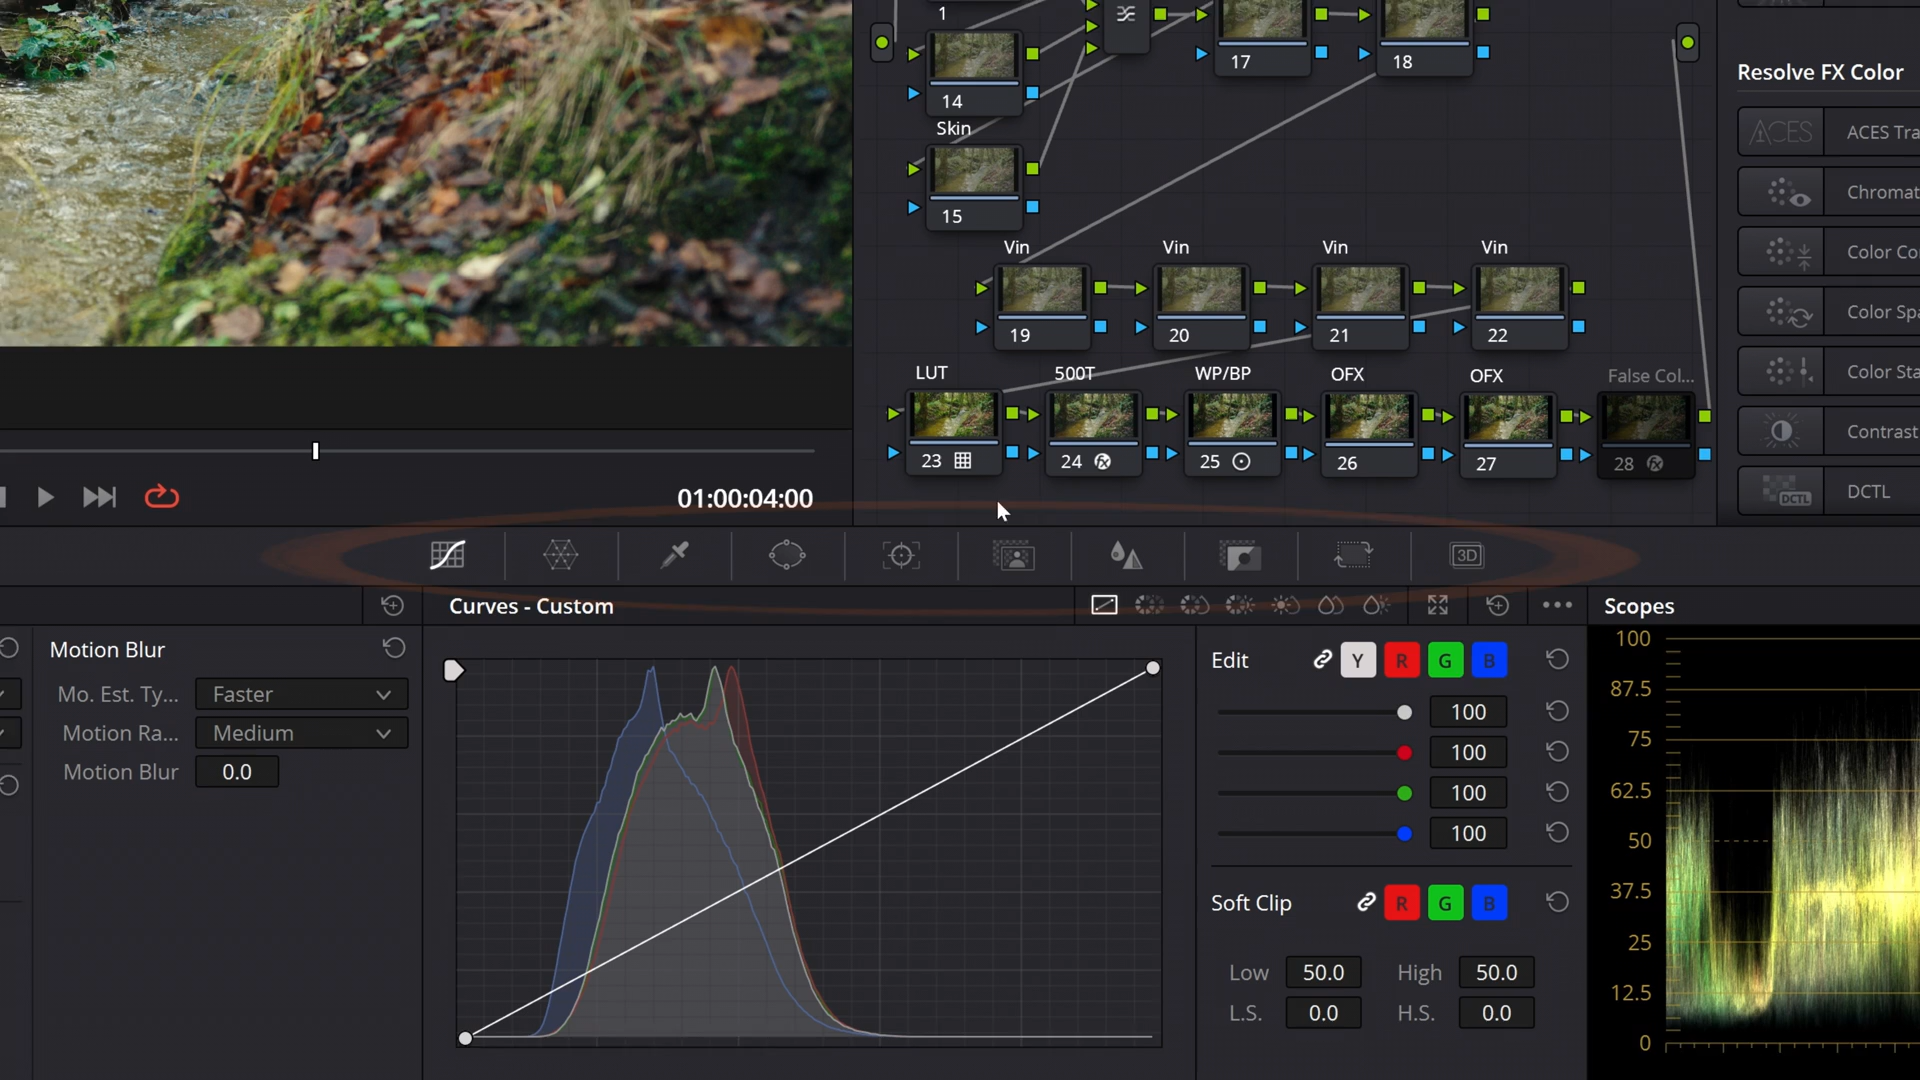 1
14
Skin
15
17
18
Vin
Vin
Vin
Vin
19
20
21
22
LUT
500T
WP/BP
OFX
OFX
False Col...
23
24
25
26
27
28
Resolve FX Color
ACES
ACES Tra
Chromat
Color Co
Color Spa
Color Sta
Contrast
DCTL
DCTL
01:00:04:00
3D
Curves - Custom
Scopes
Motion Blur
Mo. Est. Ty... Faster
Motion Ra... Medium
Motion Blur 0.0
Edit Y R G B
100
100
100
100
Soft Clip R G B
Low 50.0 High 50.0
L.S. 0.0 H.S. 0.0
100
87.5
75
62.5
50
37.5
25
12.5
0